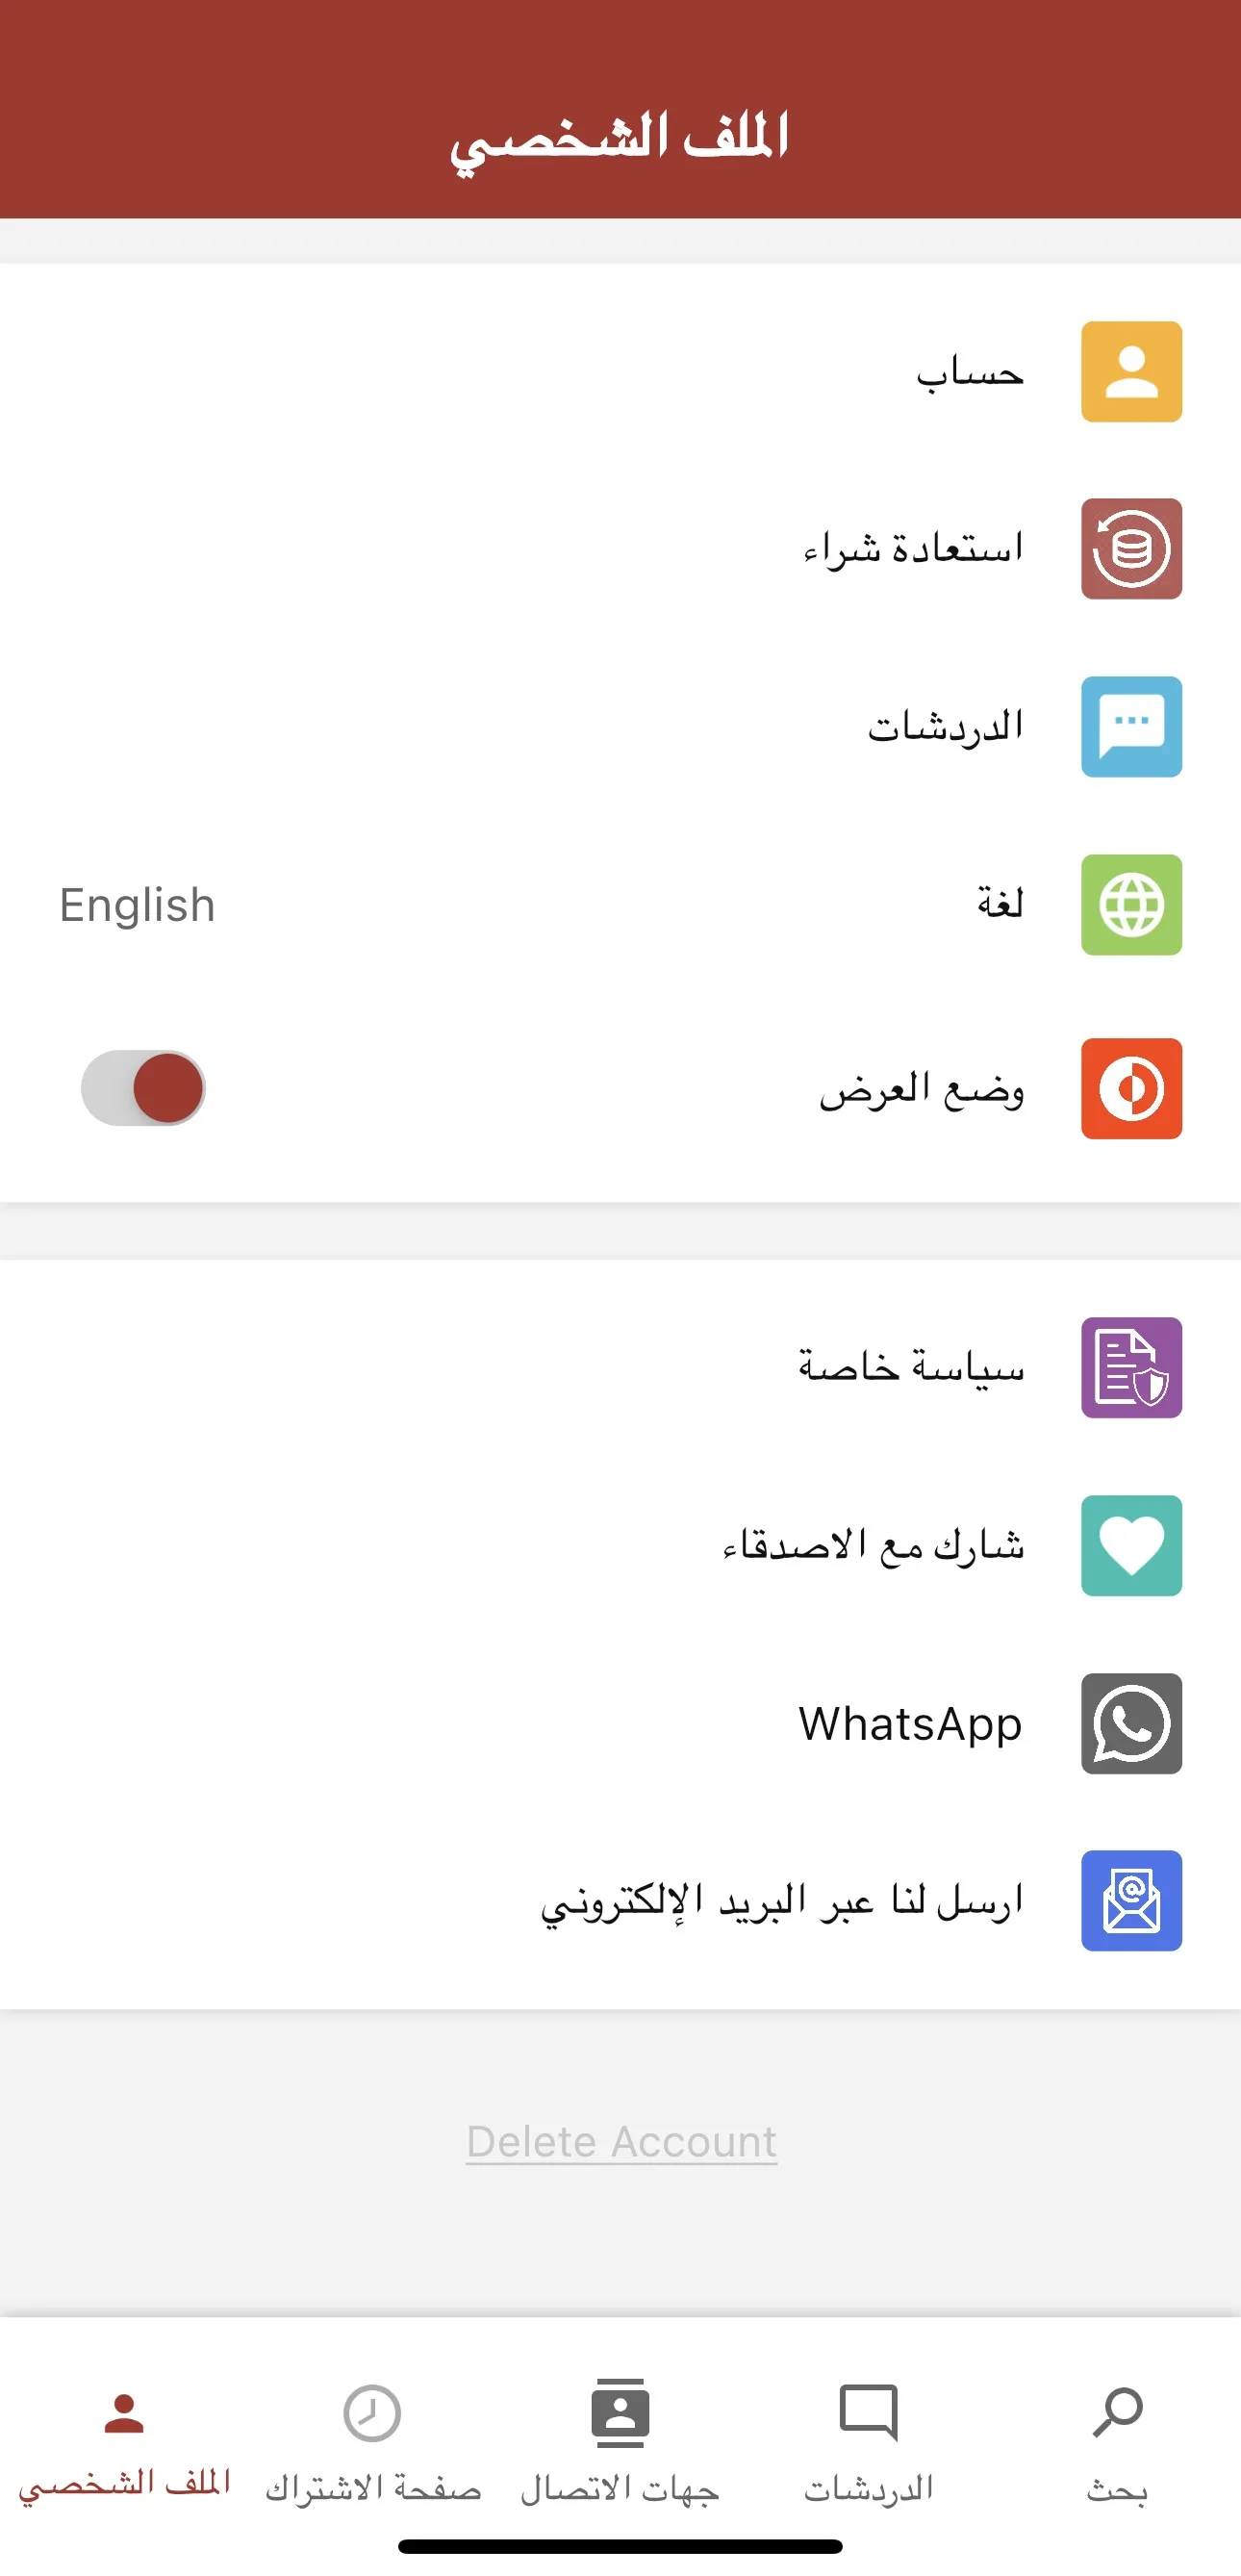 الملف الشخصي
حساب
استعادة شراء
الدردشات
لغة
English
وضع العرض
سياسة خاصة
شارك مع الاصدقاء
WhatsApp
ارسل لنا عبر البريد الإلكتروني
Delete Account
بحث
الدردشات
جهات الاتصال
صفحة الاشتراك
الملف الشخصي